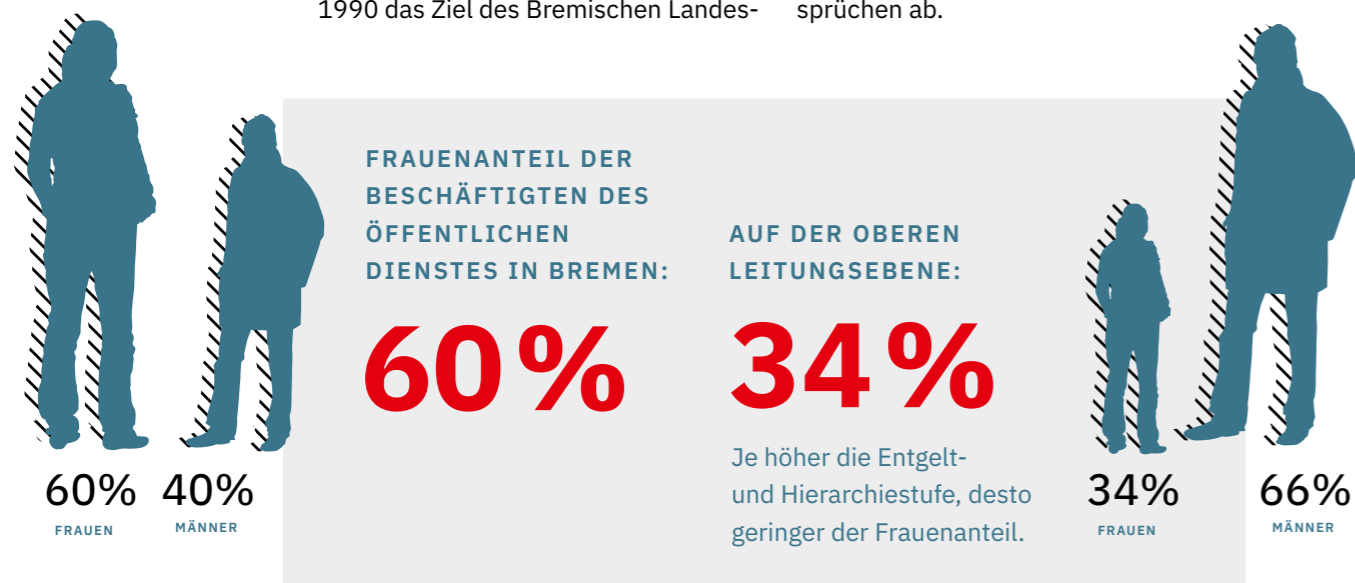 1990 das Ziel des Bremischen Landes-
sprüchen ab.
FRAUENANTEIL DER
BESCHÄFTIGTEN DES
ÖFFENTLICHEN
DIENSTES IN BREMEN:
60%
AUF DER OBEREN
LEITUNGSEBENE:
34%
Je höher die Entgelt-
und Hierarchiestufe, desto
geringer der Frauenanteil.
60%
FRAUEN
40%
MÄNNER
34%
FRAUEN
66%
MÄNNER